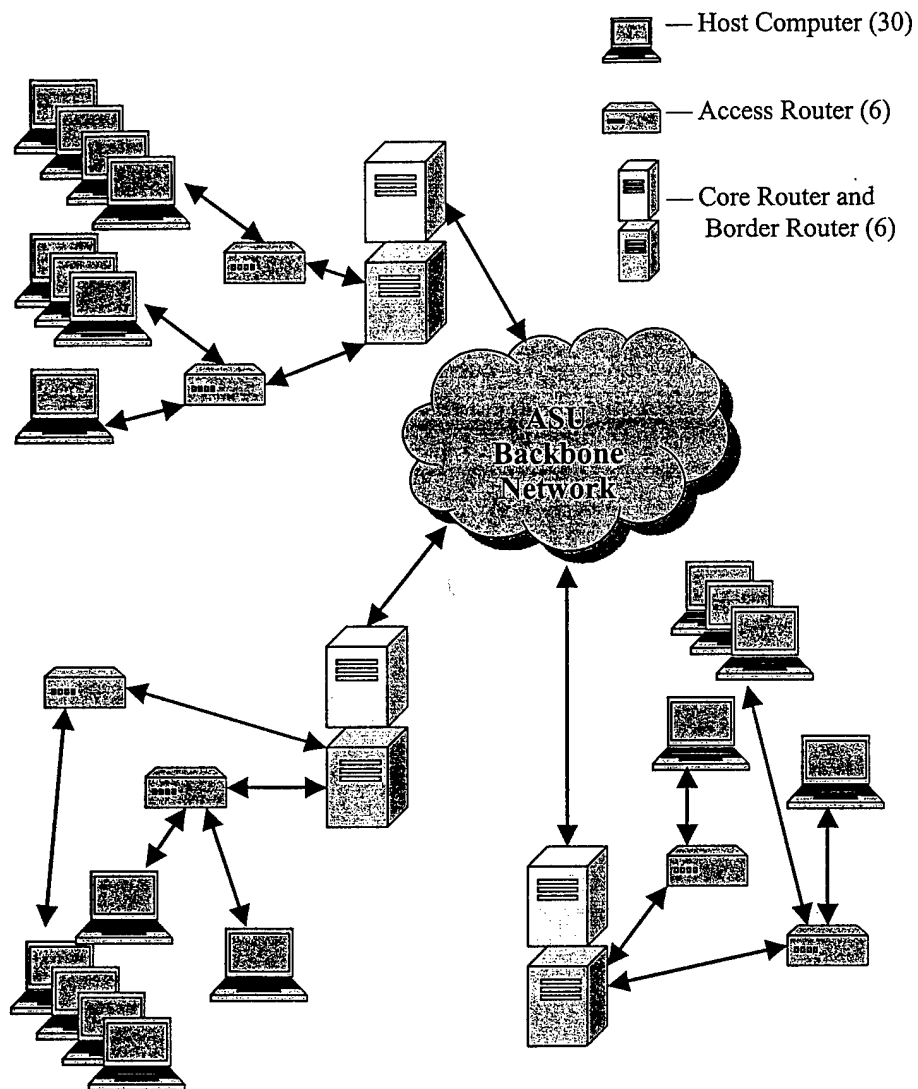 — Host Computer (30)
— Access Router (6)
— Core Router and
Border Router (6)
ASU
Backbone
Network